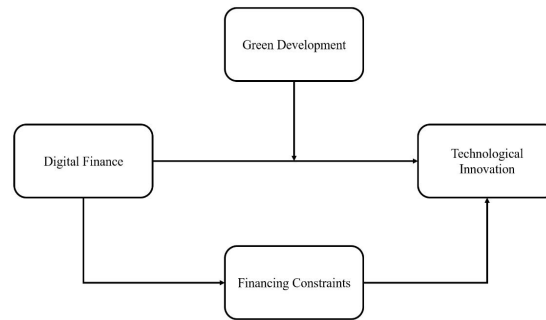 Green Development
Digital Finance
Technological
Innovation
Financing Constraints